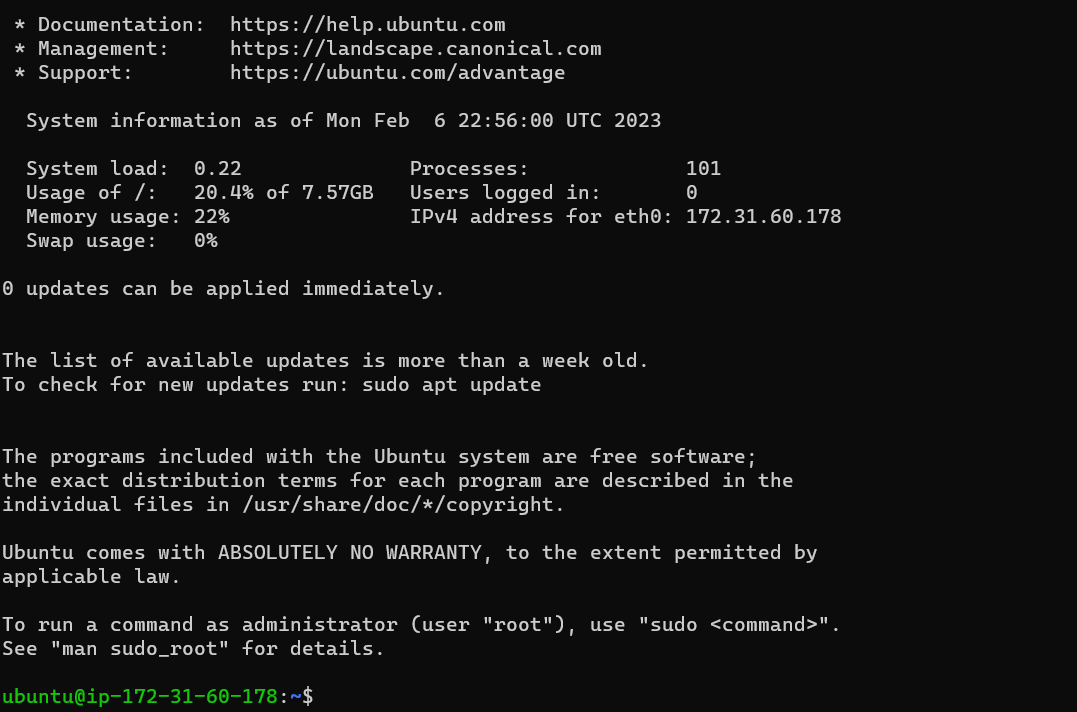 * Documentation:  https://help.ubuntu.com
 * Management:     https://landscape.canonical.com
 * Support:        https://ubuntu.com/advantage

  System information as of Mon Feb  6 22:56:00 UTC 2023

  System load:  0.22              Processes:             101
  Usage of /:   20.4% of 7.57GB   Users logged in:       0
  Memory usage: 22%               IPv4 address for eth0: 172.31.60.178
  Swap usage:   0%

0 updates can be applied immediately.


The list of available updates is more than a week old.
To check for new updates run: sudo apt update


The programs included with the Ubuntu system are free software;
the exact distribution terms for each program are described in the
individual files in /usr/share/doc/*/copyright.

Ubuntu comes with ABSOLUTELY NO WARRANTY, to the extent permitted by
applicable law.

To run a command as administrator (user "root"), use "sudo <command>".
See "man sudo_root" for details.

ubuntu@ip-172-31-60-178:~$